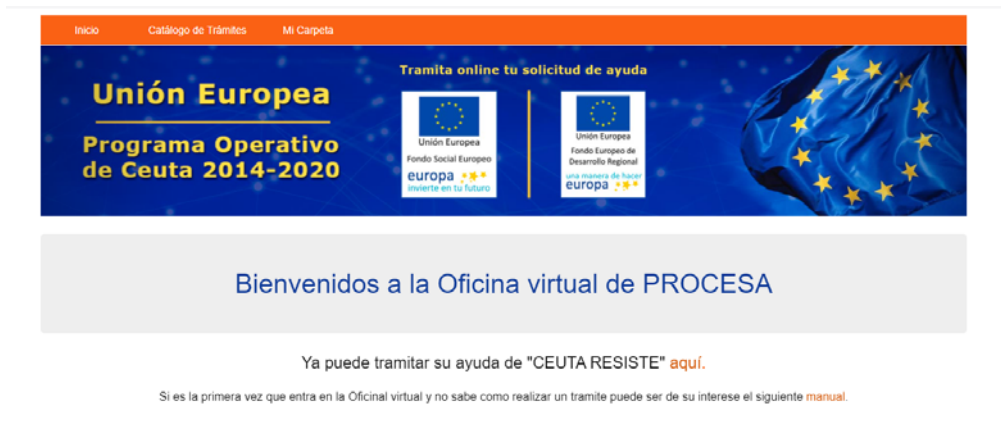 Inicio Catálogo de Trámites Mi Carpeta
Unión Europea
Programa Operativo
de Ceuta 2014-2020
Tramita online tu solicitud de ayuda
Unión Europea
Fondo Social Europeo
europa
invierte en tu futuro
Unión Europea
Fondo Europeo de
Desarrollo Regional
una manera de hacer
europa
Bienvenidos a la Oficina virtual de PROCESA
Ya puede tramitar su ayuda de "CEUTA RESISTE" aquí.
Si es la primera vez que entra en la Oficinal virtual y no sabe como realizar un tramite puede ser de su interese el siguiente manual.